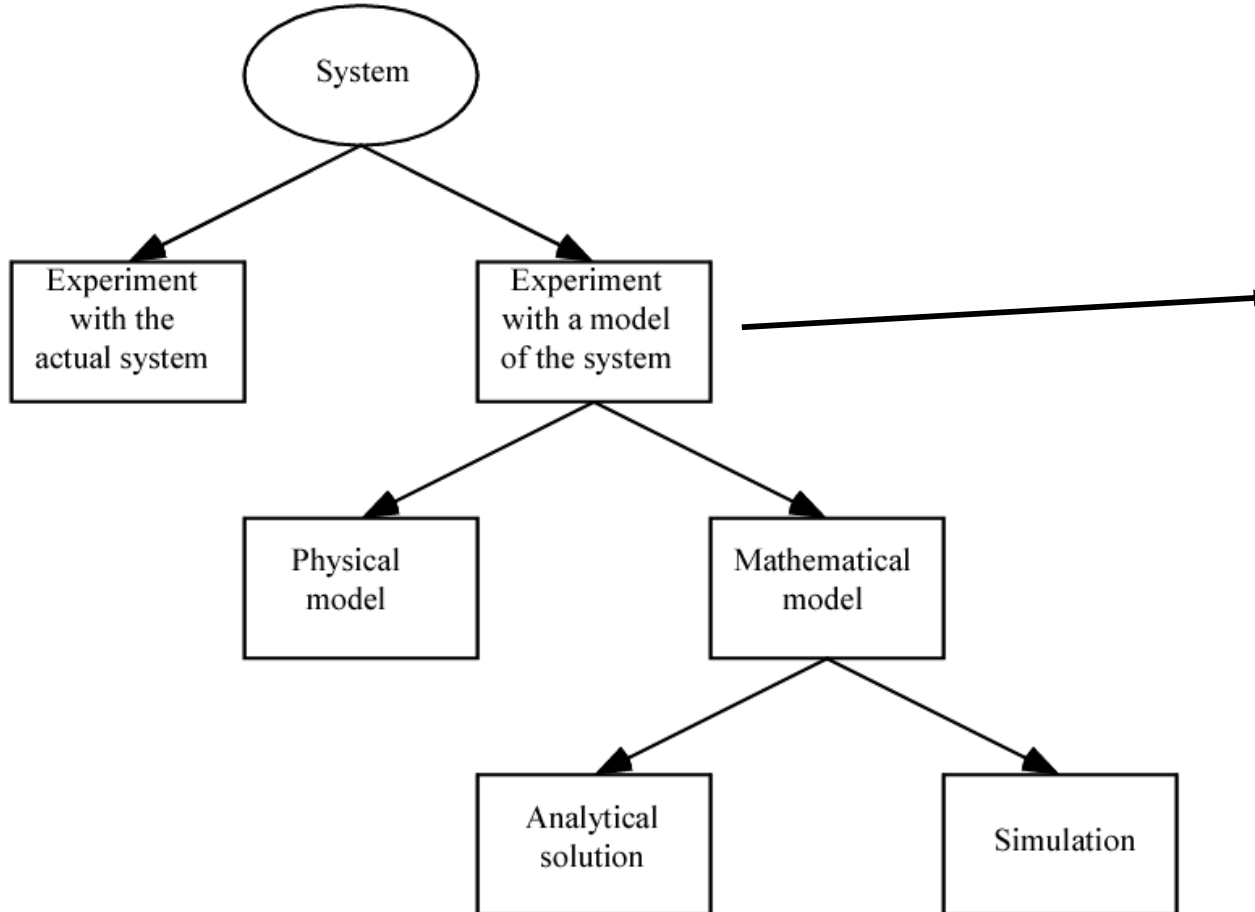 System
Experiment
with the
actual system
Experiment
with a model
of the system
Physical
model
Mathematical
model
Analytical
solution
Simulation